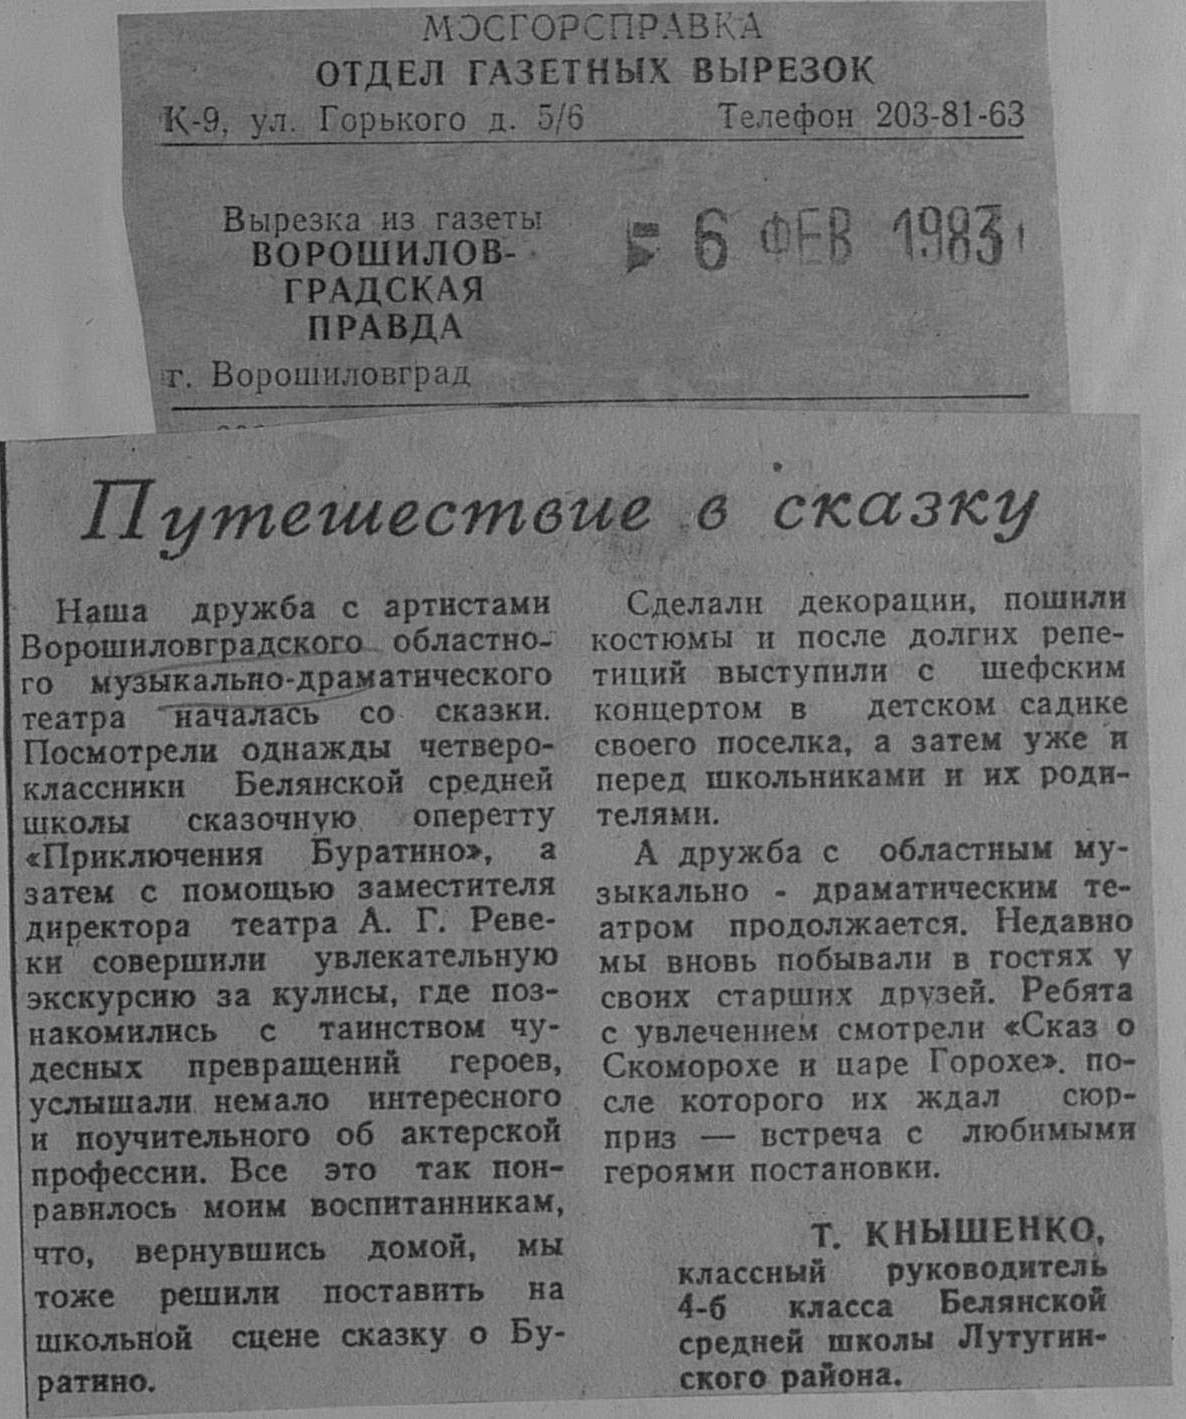 МОСГОРСПРАВКА
ОТДЕЛ ГАЗЕТНЫХ ВЫРЕЗОК
К-9, ул. Горького д. 5/6 Телефон 203-81-63
Вырезка из газеты
ВОРОШИЛОВ-
ГРАДСКАЯ
ПРАВДА
г. Ворошиловград
6 ФЕВ 1983
Путешествие в сказку
Наша дружба с артистами
Ворошиловградского областно-
го музыкально-драматического
театра началась со сказки.
Посмотрели однажды четверо-
классники Белянской средней
школы сказочную оперетту
«Приключения Буратино», а
затем с помощью заместителя
директора театра А. Г. Реве-
ки совершили увлекательную
экскурсию за кулисы, где поз-
накомились с таинством чу-
десных превращений героев,
услышали немало интересного
и поучительного об актерской
профессии. Все это так пон-
равилось моим воспитанникам,
что, вернувшись домой, мы
тоже решили поставить на
школьной сцене сказку о Бу-
ратино.
Сделали декорации, пошили
костюмы и после долгих репе-
тиций выступили с шефским
концертом в детском садике
своего поселка, а затем уже и
перед школьниками и их роди-
телями.
А дружба с областным му-
зыкально - драматическим те-
атром продолжается. Недавно
мы вновь побывали в гостях у
своих старших друзей. Ребята
с увлечением смотрели «Сказ о
Скоморохе и царе Горохе». по-
сле которого их ждал сюр-
приз — встреча с любимыми
героями постановки.
Т. КНЫШЕНКО,
классный руководитель
4-б класса Белянской
средней школы Лутугин-
ского района.